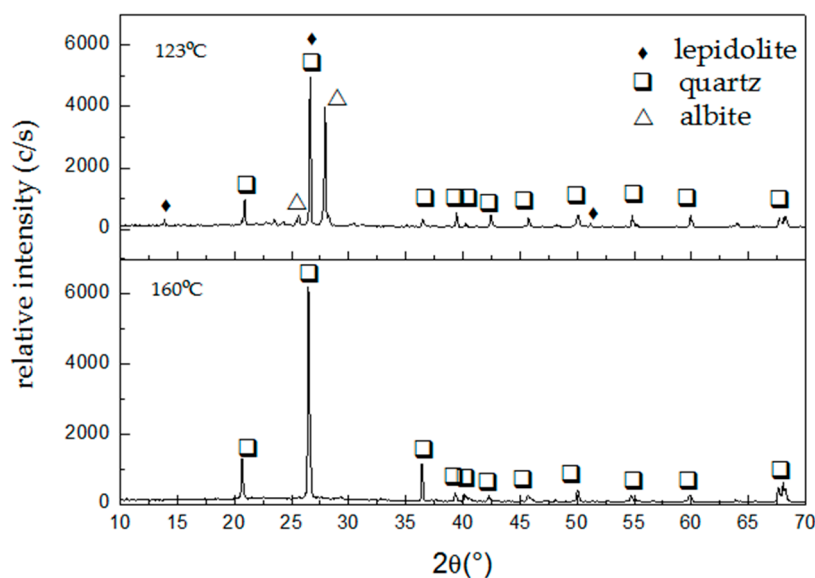 relative intensity (c/s)
123℃
lepidolite
quartz
albite
6000
4000
2000
0
160℃
6000
4000
2000
0
10 15 20 25 30 35 40 45 50 55 60 65 70
2θ(°)